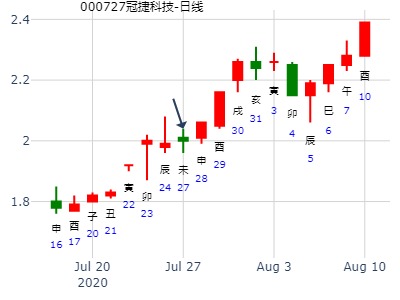 000727冠捷科技-日线
2.4
2.2
2
1.8
申
16
酉
17
子
20
丑
21
寅
22
卯
23
辰
24
未
27
申
28
酉
29
戌
30
亥
31
寅
3
卯
4
辰
5
巳
6
午
7
酉
10
Jul 20
2020
Jul 27
Aug 3
Aug 10